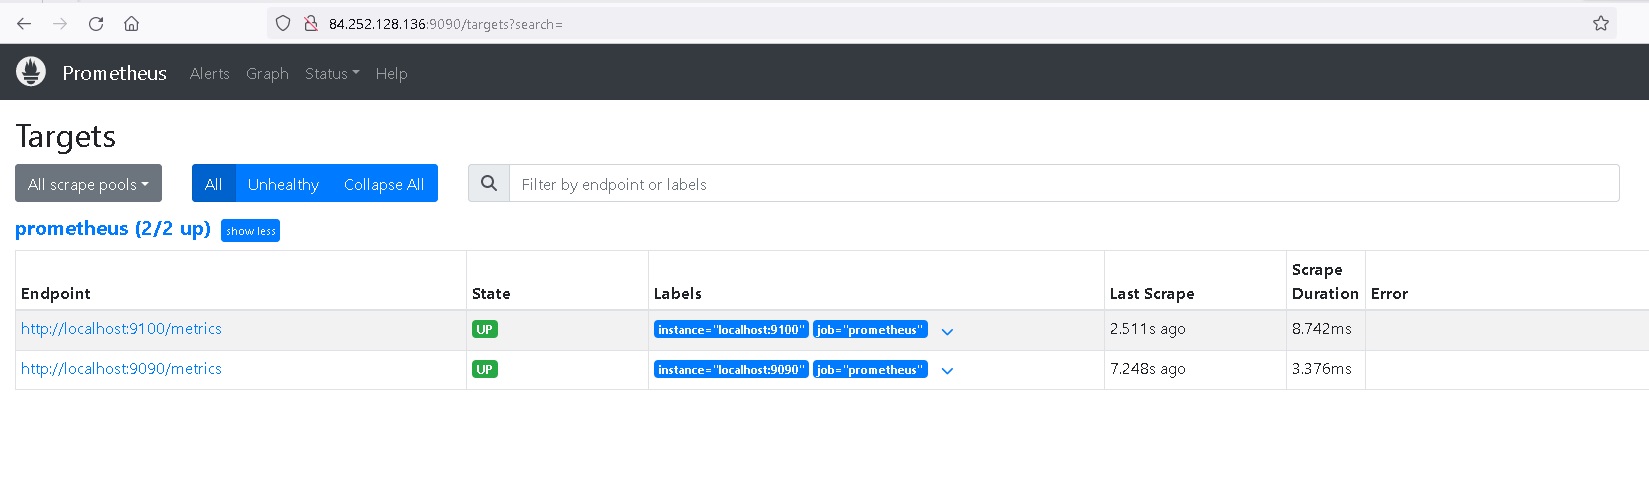 84.252.128.136:9090/targets?search=
Prometheus Alerts Graph Status Help
Targets
All scrape pools All Unhealthy Collapse All Filter by endpoint or labels
prometheus (2/2 up) show less
Endpoint State Labels Last Scrape Scrape Duration Error
http://localhost:9100/metrics UP instance="localhost:9100" job="prometheus" 2.511s ago 8.742ms
http://localhost:9090/metrics UP instance="localhost:9090" job="prometheus" 7.248s ago 3.376ms